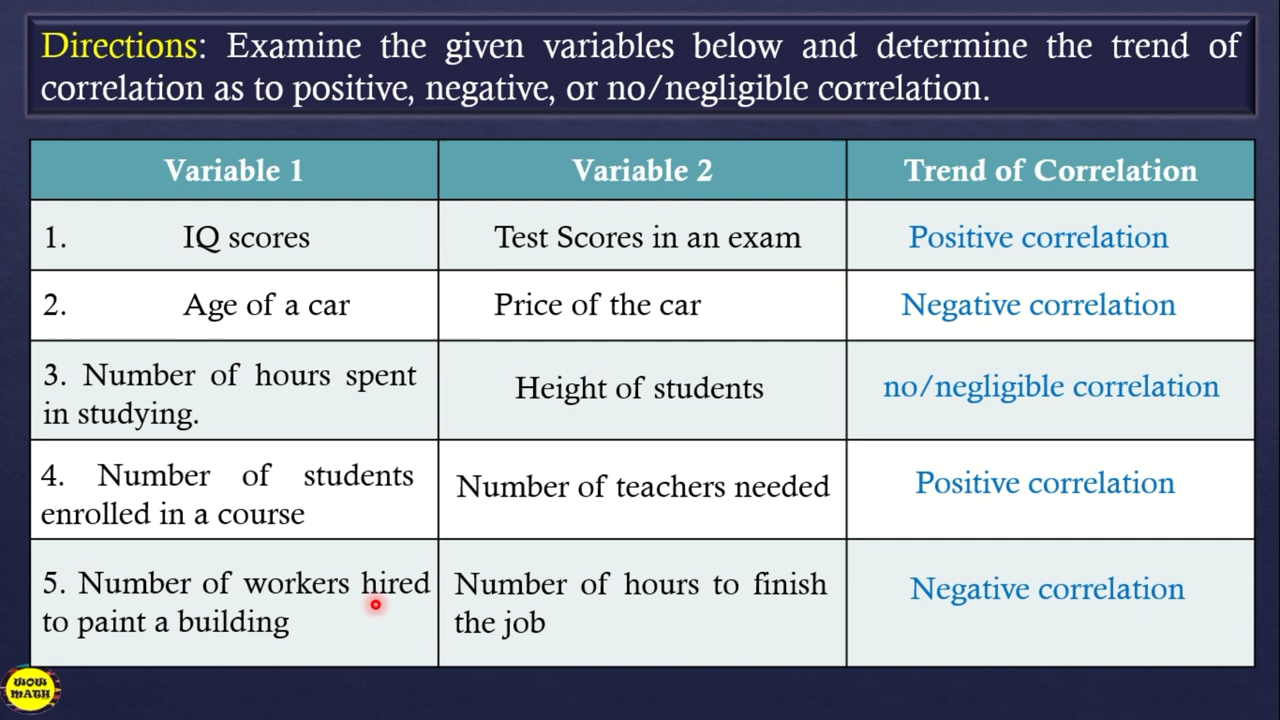 Directions: Examine the given variables below and determine the trend of
correlation as to positive, negative, or no/negligible correlation.
Variable 1 Variable 2 Trend of Correlation
1. IQ scores Test Scores in an exam Positive correlation
2. Age of a car Price of the car Negative correlation
3. Number of hours spent
in studying.
Height of students
no/negligible correlation
4. Number of students
enrolled in a course
Number of teachers needed
Positive correlation
5. Number of workers hired
to paint a building
Number of hours to finish
the job
Negative correlation
WOW
MATH